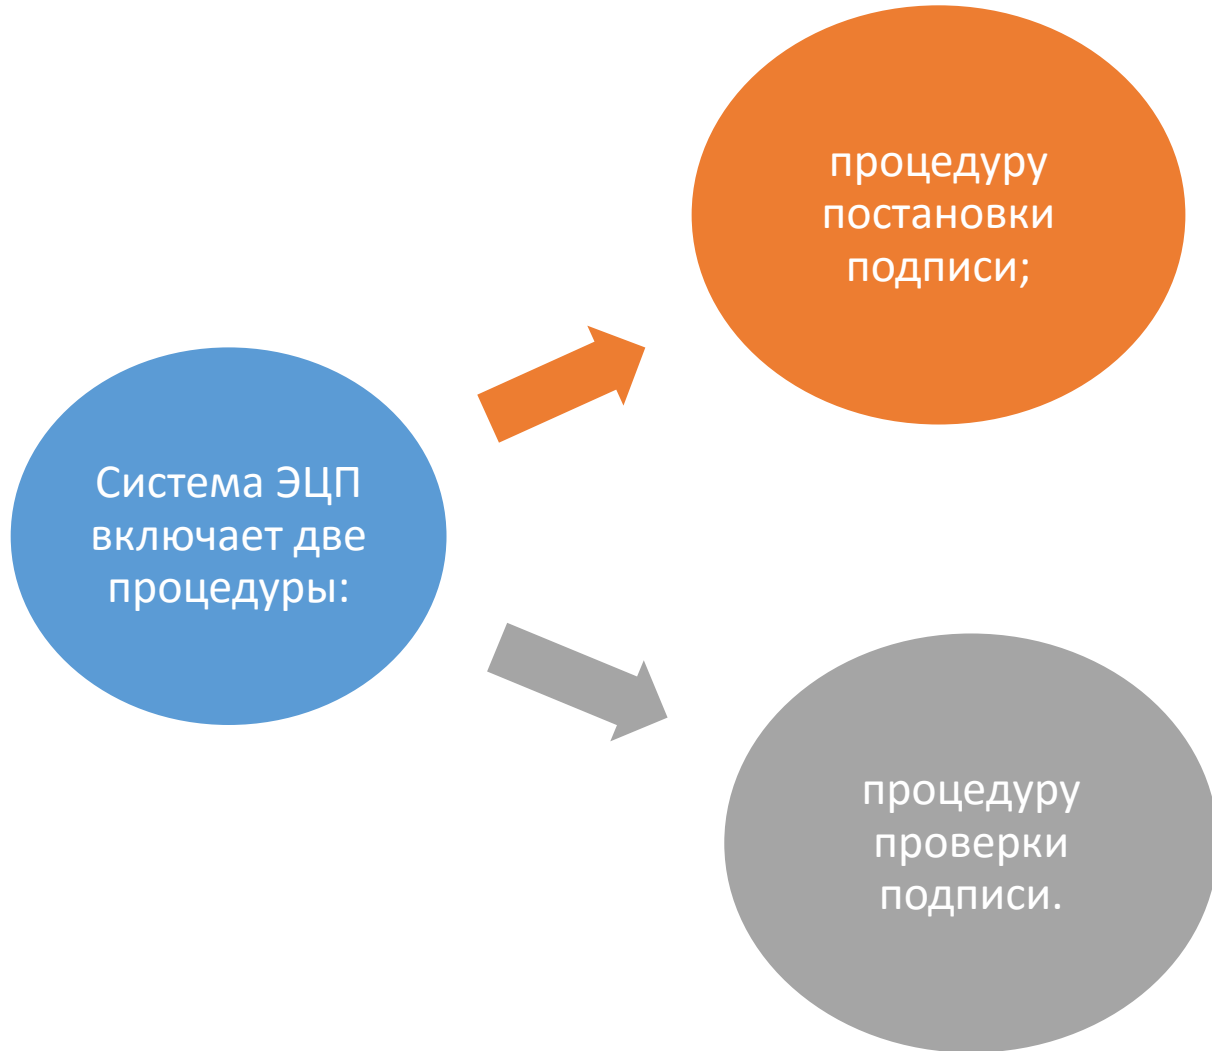 Система ЭЦП
включает две
процедуры:
процедуру
постановки
подписи;
процедуру
проверки
подписи.